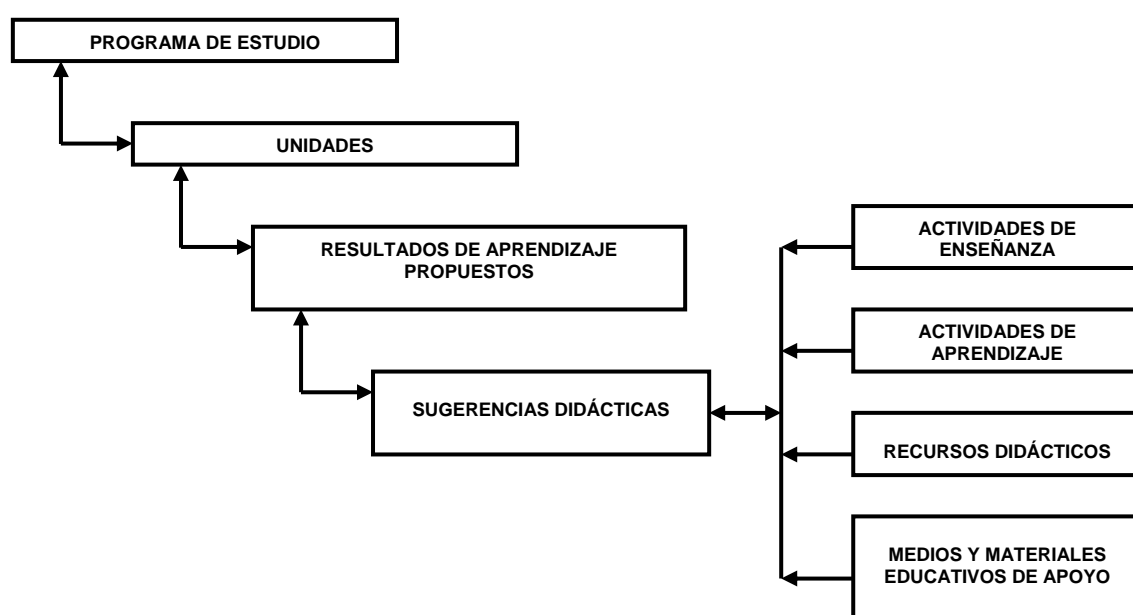 PROGRAMA DE ESTUDIO
UNIDADES
RESULTADOS DE APRENDIZAJE
PROPUESTOS
SUGERENCIAS DIDÁCTICAS
ACTIVIDADES DE
ENSEÑANZA
ACTIVIDADES DE
APRENDIZAJE
RECURSOS DIDÁCTICOS
MEDIOS Y MATERIALES
EDUCATIVOS DE APOYO